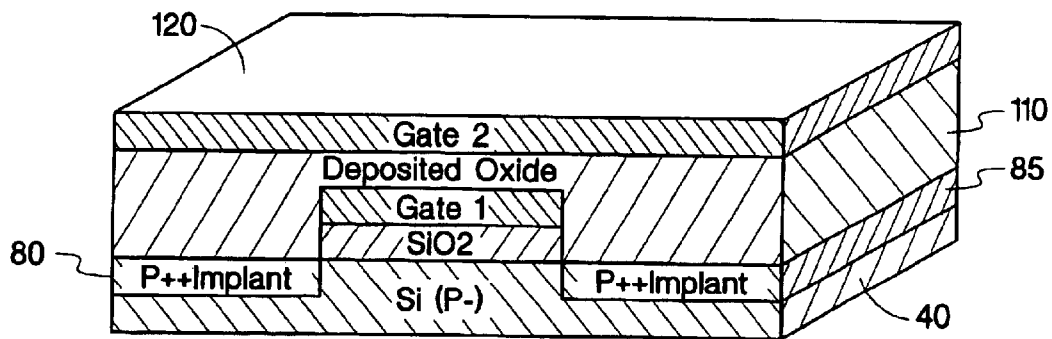 120
Gate 2
110
Deposited Oxide
85
Gate 1
SiO2
80
P++Implant
P++Implant
Si (P-)
40